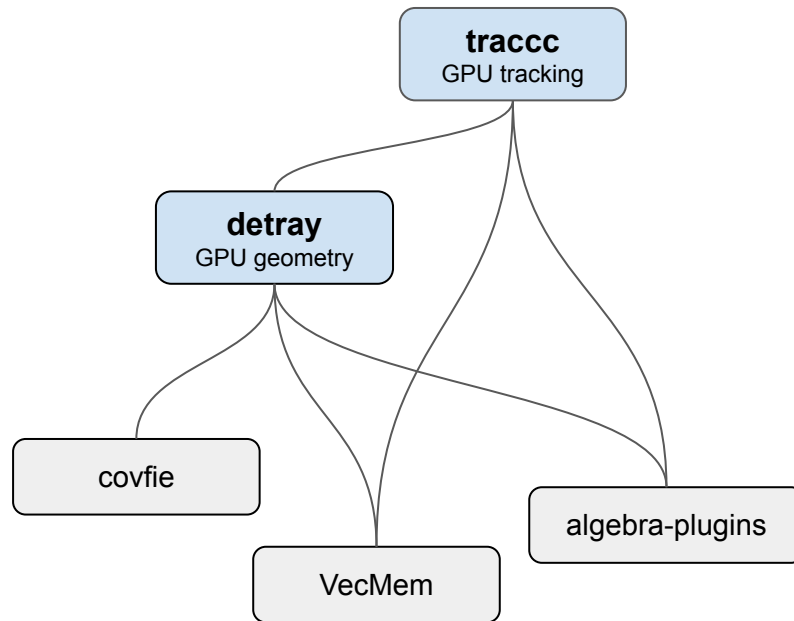 traccc
GPU tracking
detray
GPU geometry
covfie
algebra-plugins
VecMem